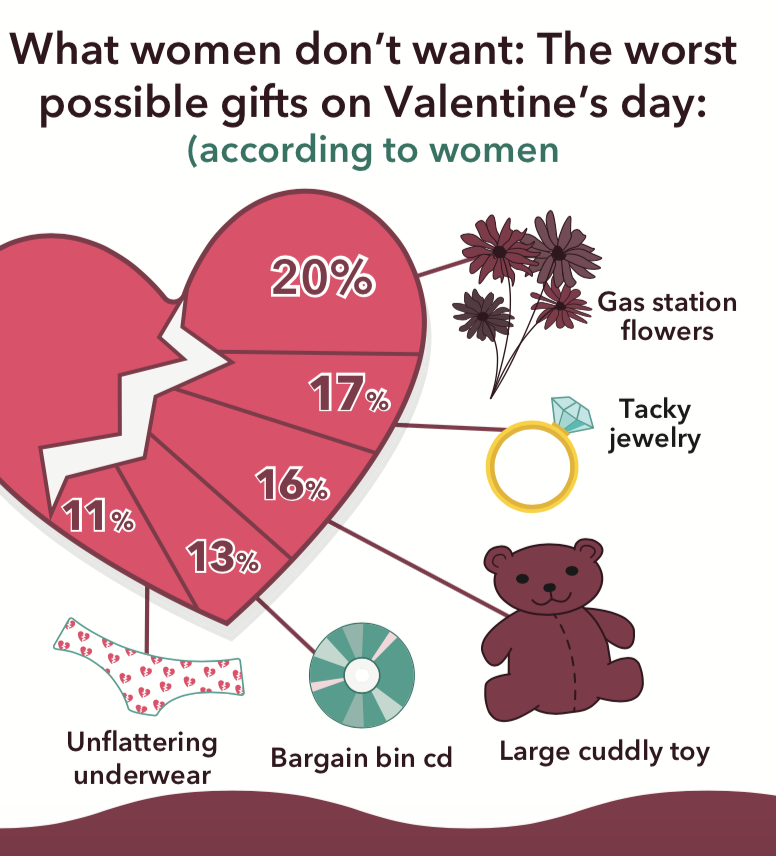 What women don't want: The worst
possible gifts on Valentine's day:
(according to women
20%
Gas station
flowers
17%
Tacky
jewelry
16%
11%
13%
Unflattering
underwear
Bargain bin cd
Large cuddly toy